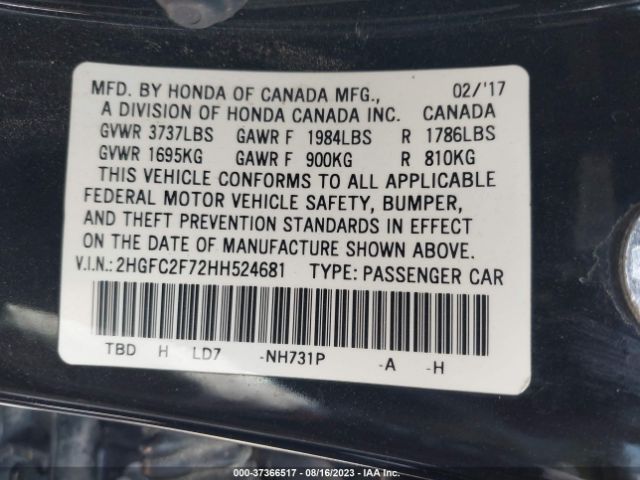 MFD. BY HONDA OF CANADA MFG., 02/'17
A DIVISION OF HONDA CANADA INC. CANADA
GVWR 3737LBS GAWR F 1984LBS R 1786LBS
GVWR 1695KG GAWR F 900KG R 810KG
THIS VEHICLE CONFORMS TO ALL APPLICABLE
FEDERAL MOTOR VEHICLE SAFETY, BUMPER,
AND THEFT PREVENTION STANDARDS IN EFFECT
ON THE DATE OF MANUFACTURE SHOWN ABOVE.
V.I.N.: 2HGFC2F72HH524681 TYPE: PASSENGER CAR
TBD H LD7 -NH731P -A -H
000-37366517 - 08/16/2023 - IAA Inc.